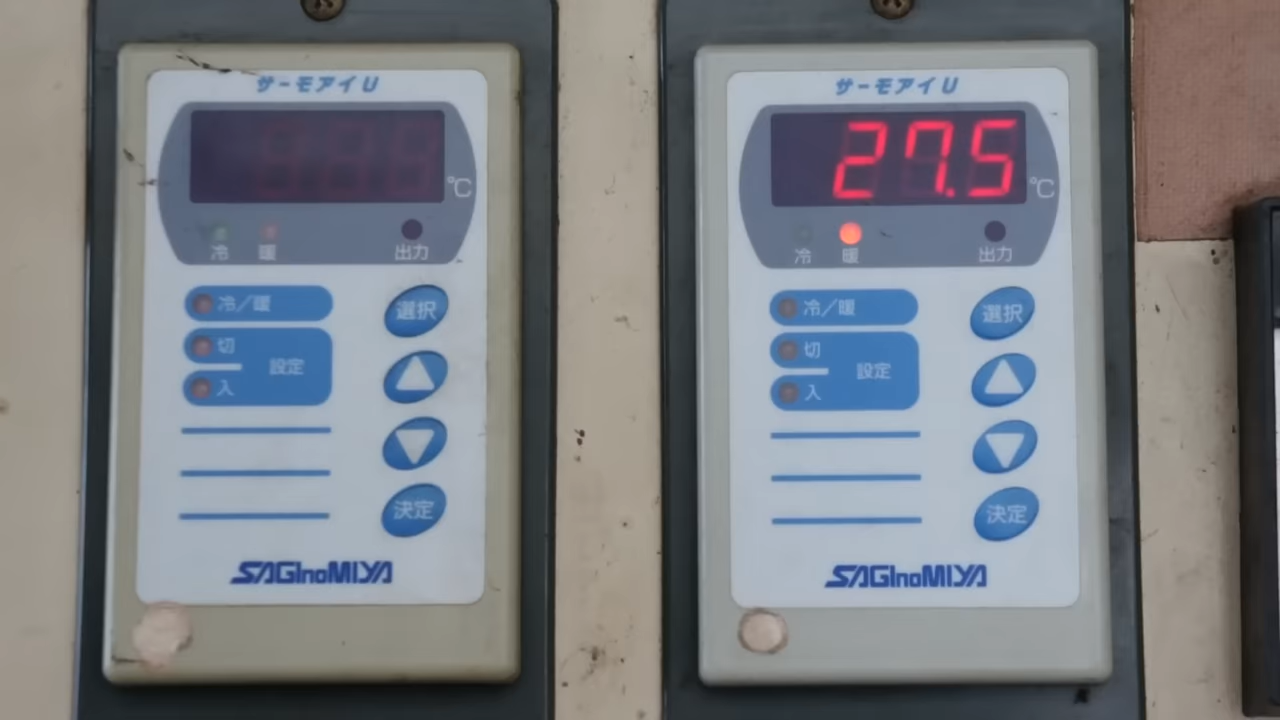 サーモアイU
℃
冷 暖 出力
冷／暖
選択
切
設定
入
決定
SAGInoMIYA
サーモアイU
27.5
℃
冷 暖 出力
冷／暖
選択
切
設定
入
決定
SAGInoMIYA